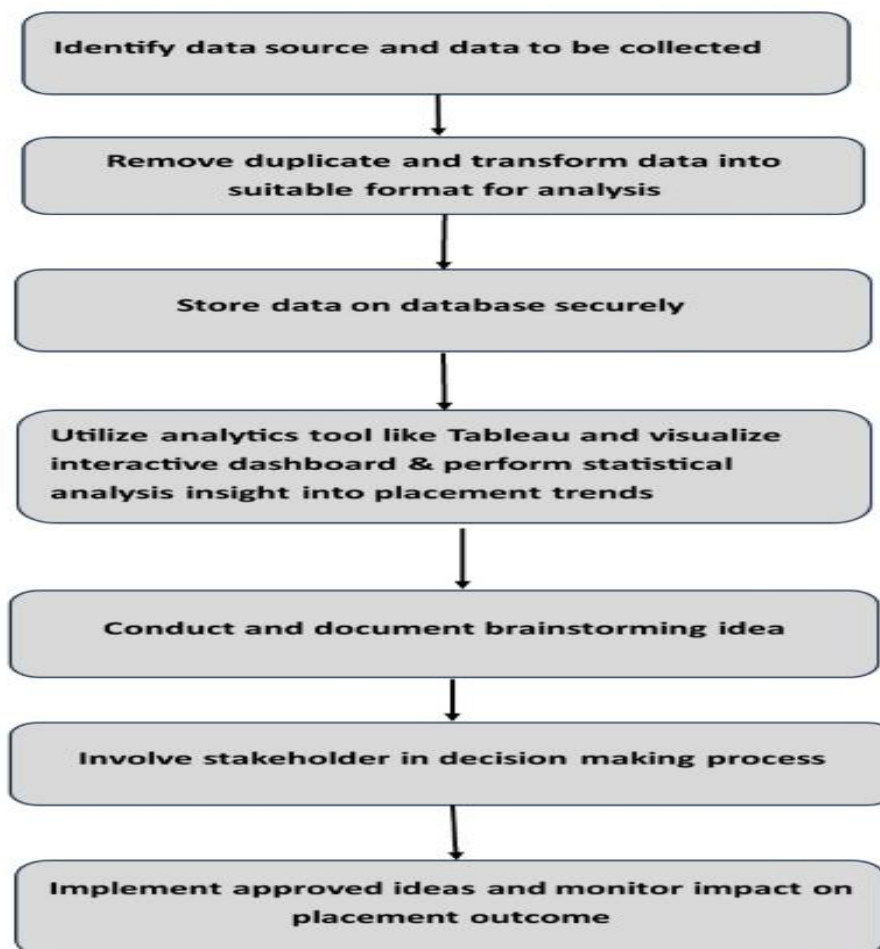 Identify data source and data to be collected
Remove duplicate and transform data into
suitable format for analysis
Store data on database securely
Utilize analytics tool like Tableau and visualize
interactive dashboard & perform statistical
analysis insight into placement trends
Conduct and document brainstorming idea
Involve stakeholder in decision making process
Implement approved ideas and monitor impact on
placement outcome